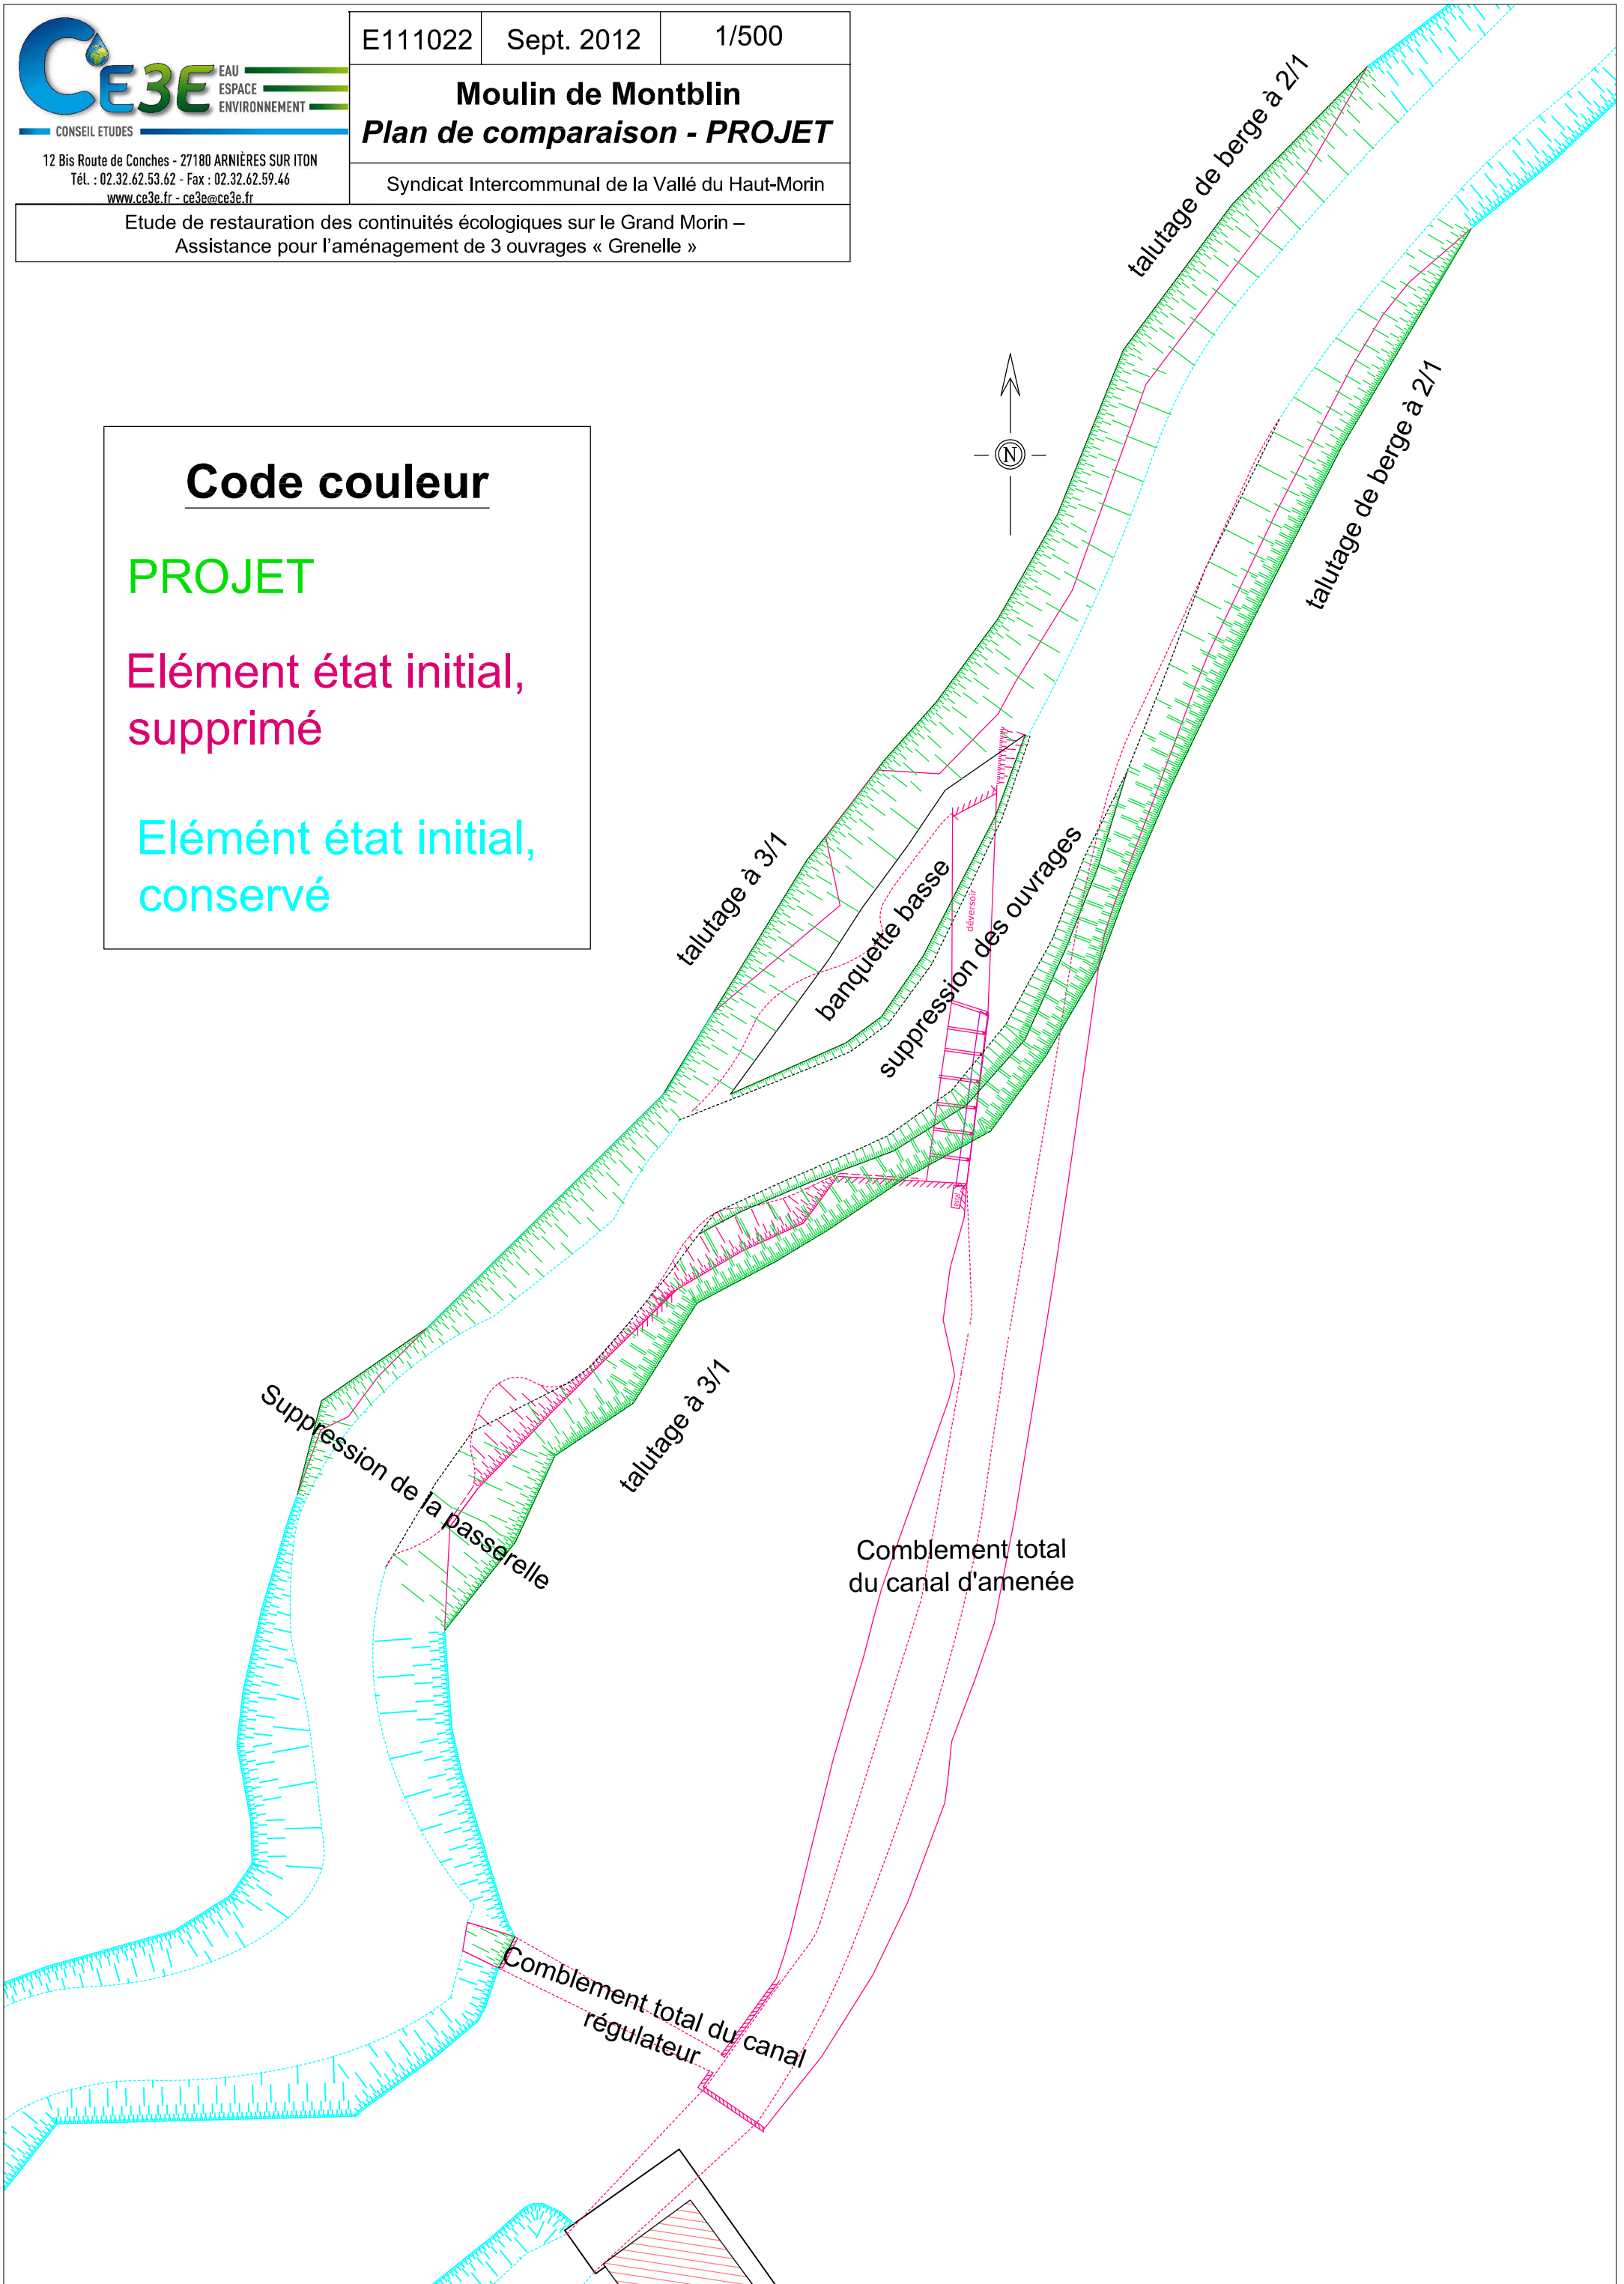 CE3E
EAU
ESPACE
ENVIRONNEMENT
CONSEIL ETUDES
12 Bis Route de Conches - 27180 ARNIÈRES SUR ITON
Tél. : 02.32.62.53.62 - Fax : 02.32.62.59.46
www.ce3e.fr - ce3e@ce3e.fr
E111022
Sept. 2012
1/500
Moulin de Montblin
Plan de comparaison - PROJET
Syndicat Intercommunal de la Vallé du Haut-Morin
Etude de restauration des continuités écologiques sur le Grand Morin –
Assistance pour l'aménagement de 3 ouvrages « Grenelle »
talutage de berge à 2/1
talutage de berge à 2/1
N
Code couleur
PROJET
Elément état initial,
supprimé
Elémént état initial,
conservé
talutage à 3/1
banquette basse
déversoir
suppression des ouvrages
Suppression de la passerelle
talutage à 3/1
Comblement total
du canal d'amenée
Comblement total du canal
régulateur